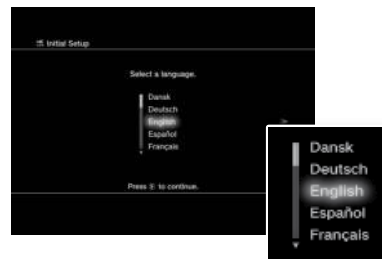 Initial Setup
Select a language.
Dansk
Deutsch
English
Español
Français
Press ⓧ to continue.
Dansk
Deutsch
English
Español
Français